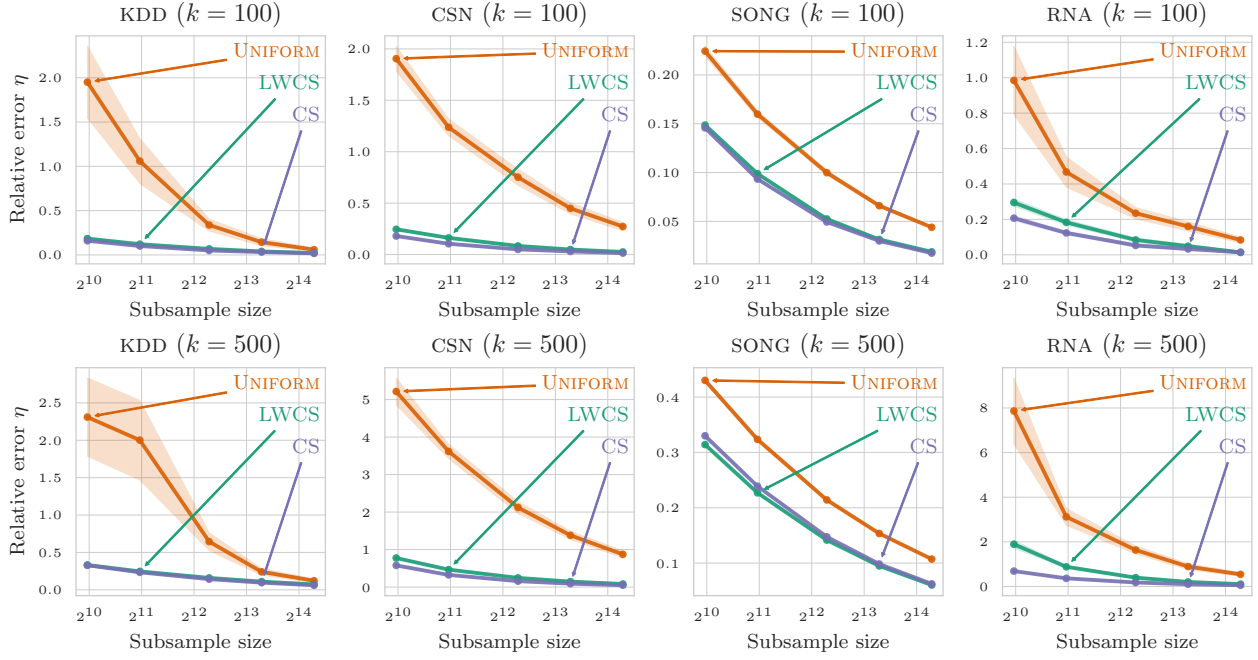 KDD (k = 100)
CSN (k = 100)
SONG (k = 100)
RNA (k = 100)
Relative error η
2.0
1.5
1.0
0.5
0.0
UNIFORM
LWCS
CS
2^10 2^11 2^12 2^13 2^14
Subsample size
2.0
1.5
1.0
0.5
0.0
UNIFORM
LWCS
CS
2^10 2^11 2^12 2^13 2^14
Subsample size
0.20
0.15
0.10
0.05
UNIFORM
LWCS
CS
2^10 2^11 2^12 2^13 2^14
Subsample size
1.2
1.0
0.8
0.6
0.4
0.2
0.0
UNIFORM
LWCS
CS
2^10 2^11 2^12 2^13 2^14
Subsample size
KDD (k = 500)
CSN (k = 500)
SONG (k = 500)
RNA (k = 500)
Relative error η
2.5
2.0
1.5
1.0
0.5
0.0
UNIFORM
LWCS
CS
2^10 2^11 2^12 2^13 2^14
Subsample size
5
4
3
2
1
0
UNIFORM
LWCS
CS
2^10 2^11 2^12 2^13 2^14
Subsample size
0.4
0.3
0.2
0.1
UNIFORM
LWCS
CS
2^10 2^11 2^12 2^13 2^14
Subsample size
8
6
4
2
0
UNIFORM
LWCS
CS
2^10 2^11 2^12 2^13 2^14
Subsample size